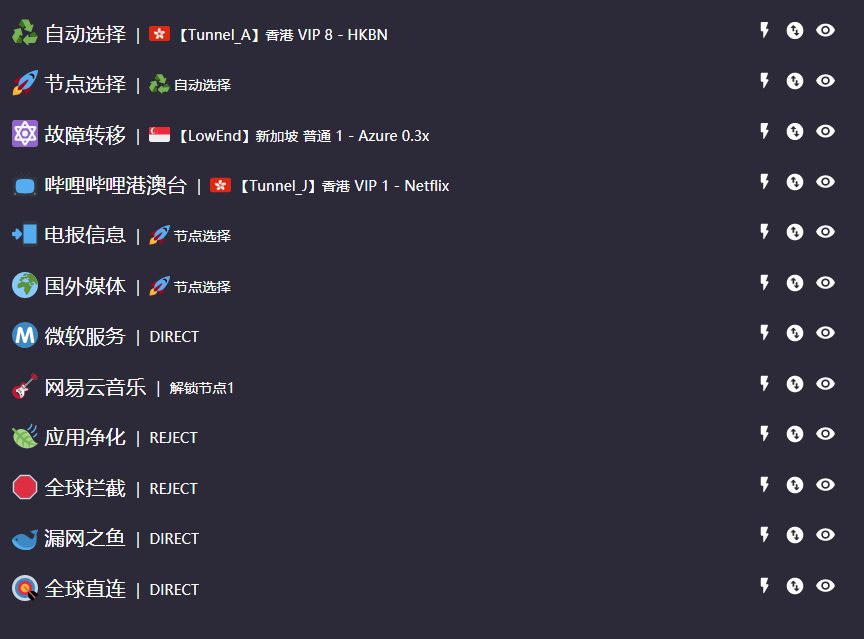 自动选择 | 【Tunnel_A】香港 VIP 8 - HKBN
节点选择 | 自动选择
故障转移 | 【LowEnd】新加坡 普通 1 - Azure 0.3x
哔哩哔哩港澳台 | 【Tunnel_J】香港 VIP 1 - Netflix
电报信息 | 节点选择
国外媒体 | 节点选择
M 微软服务 | DIRECT
网易云音乐 | 解锁节点1
应用净化 | REJECT
全球拦截 | REJECT
漏网之鱼 | DIRECT
全球直连 | DIRECT